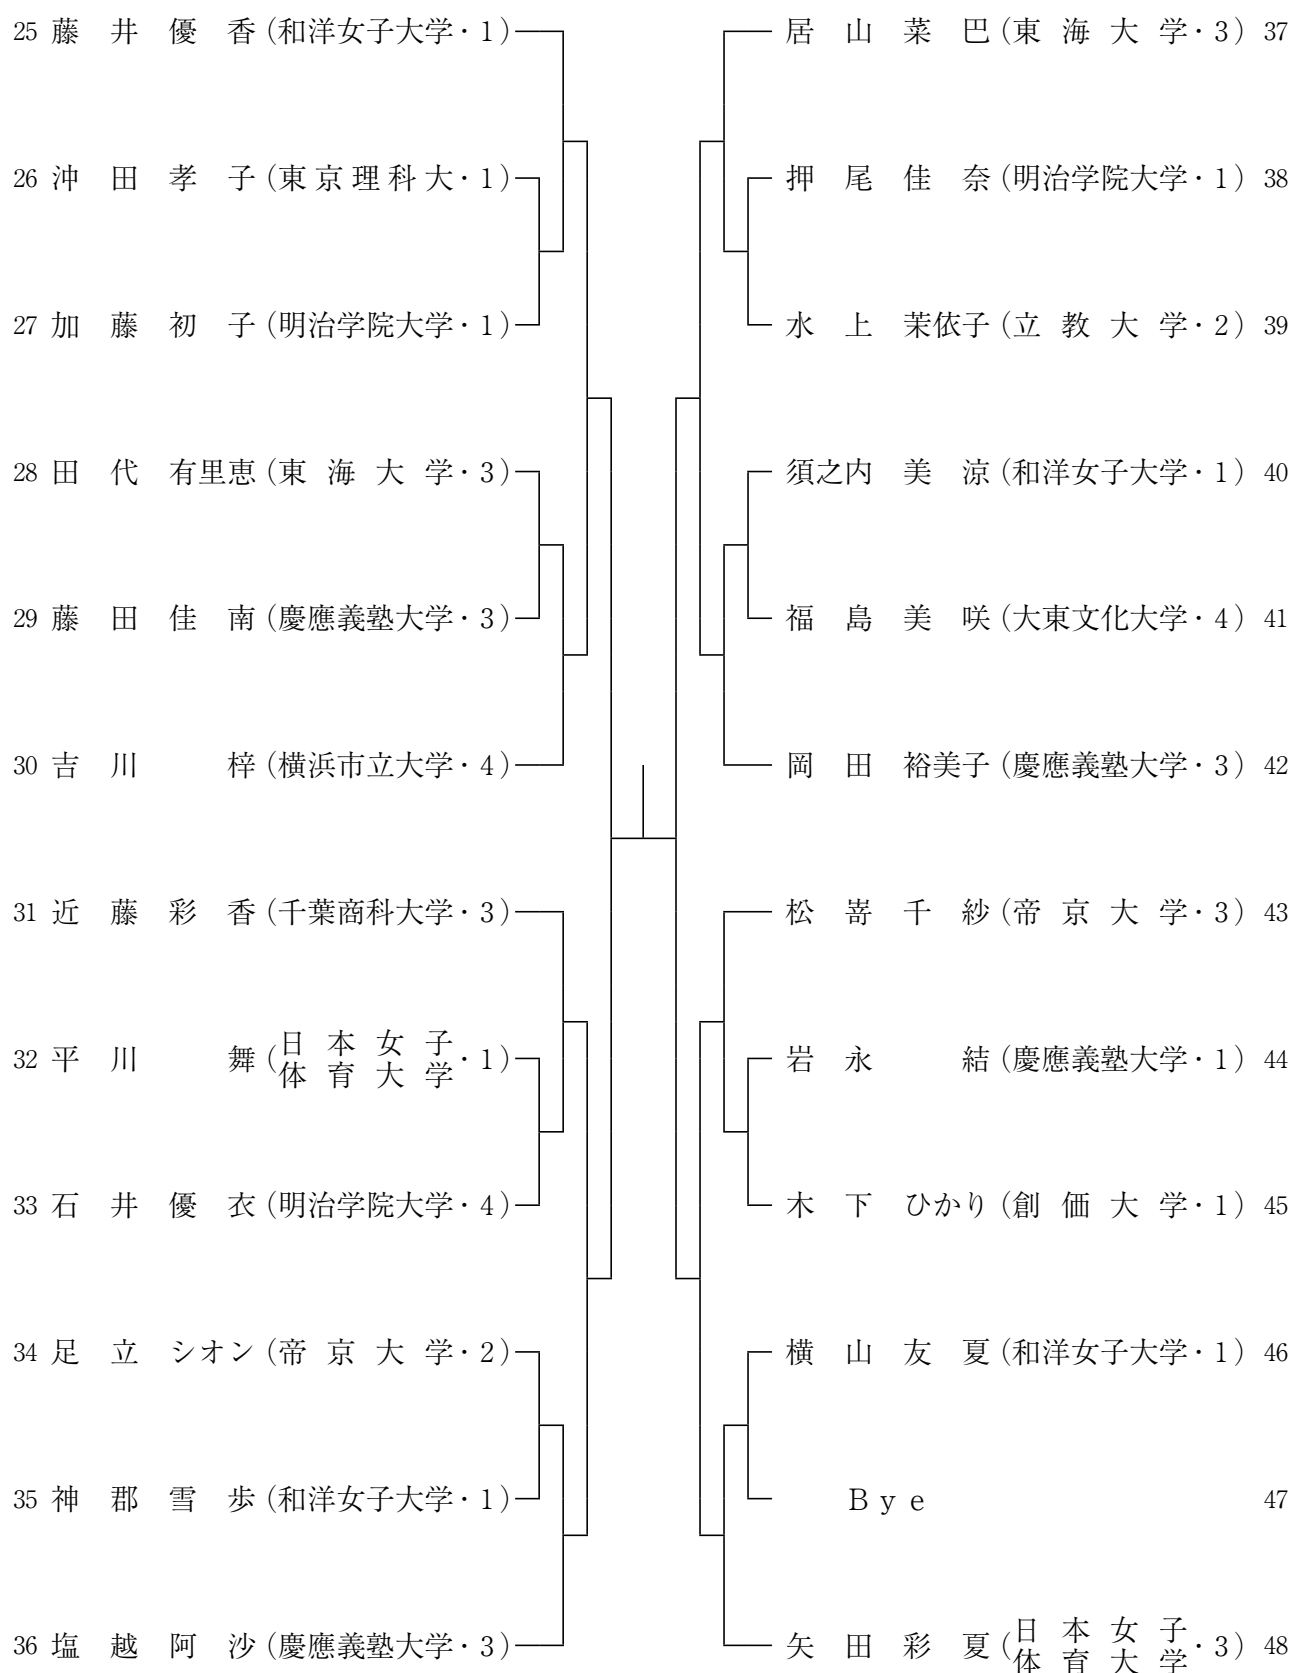 25 藤井優香(和洋女子大学・1)
26 沖田孝子(東京理科大・1)
27 加藤初子(明治学院大学・1)
28 田代有里恵(東海大学・3)
29 藤田佳南(慶應義塾大学・3)
30 吉川梓(横浜市立大学・4)
31 近藤彩香(千葉商科大学・3)
32 平川舞(日本女子体育大学・1)
33 石井優衣(明治学院大学・4)
34 足立シオン(帝京大学・2)
35 神郡雪歩(和洋女子大学・1)
36 塩越阿沙(慶應義塾大学・3)
居山菜巴(東海大学・3) 37
押尾佳奈(明治学院大学・1) 38
水上茉依子(立教大学・2) 39
須之内美涼(和洋女子大学・1) 40
福島美咲(大東文化大学・4) 41
岡田裕美子(慶應義塾大学・3) 42
松嵜千紗(帝京大学・3) 43
岩永結(慶應義塾大学・1) 44
木下ひかり(創価大学・1) 45
横山友夏(和洋女子大学・1) 46
Bye 47
矢田彩夏(日本女子体育大学・3) 48